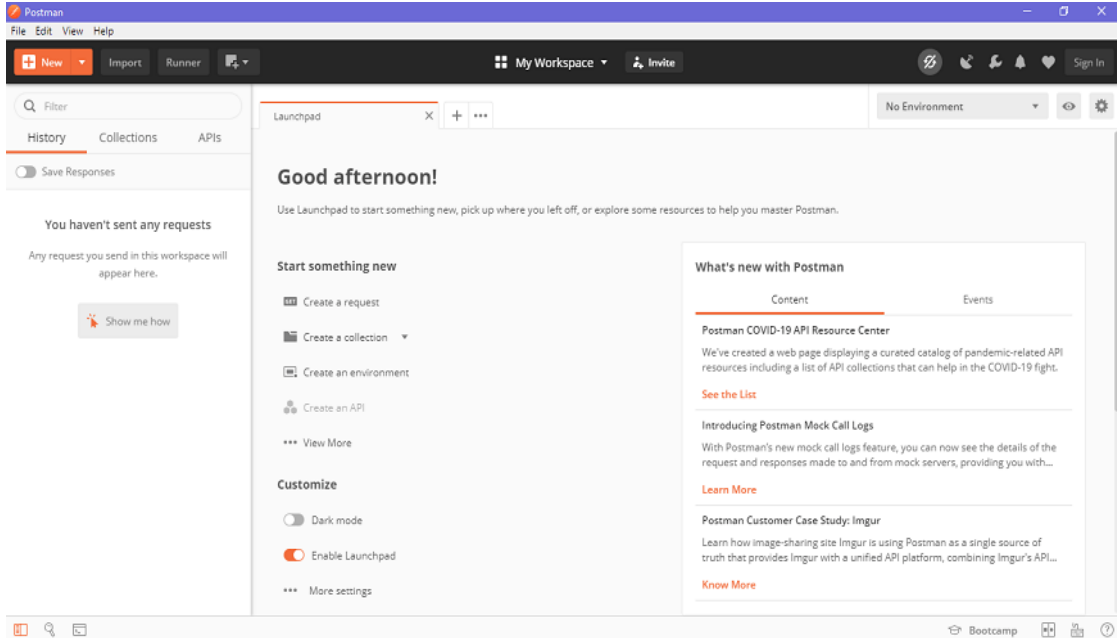 Postman
File Edit View Help
New Import Runner My Workspace Invite Sign In
Filter
History Collections APIs
Save Responses
You haven't sent any requests
Any request you send in this workspace will
appear here.
Show me how
Launchpad
No Environment
Good afternoon!
Use Launchpad to start something new, pick up where you left off, or explore some resources to help you master Postman.
Start something new
Create a request
Create a collection
Create an environment
Create an API
View More
Customize
Dark mode
Enable Launchpad
More settings
What's new with Postman
Content Events
Postman COVID-19 API Resource Center
We've created a web page displaying a curated catalog of pandemic-related API
resources including a list of API collections that can help in the COVID-19 fight.
See the List
Introducing Postman Mock Call Logs
With Postman's new mock call logs feature, you can now see the details of the
request and responses made to and from mock servers, providing you with...
Learn More
Postman Customer Case Study: Imgur
Learn how image-sharing site Imgur is using Postman as a single source of
truth that provides Imgur with a unified API platform, combining Imgur's API...
Know More
Bootcamp